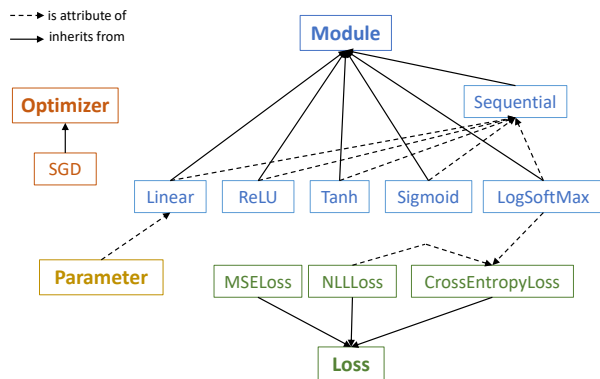 is attribute of
inherits from
Module
Optimizer
Sequential
SGD
Linear
ReLU
Tanh
Sigmoid
LogSoftMax
Parameter
MSELoss
NLLLoss
CrossEntropyLoss
Loss